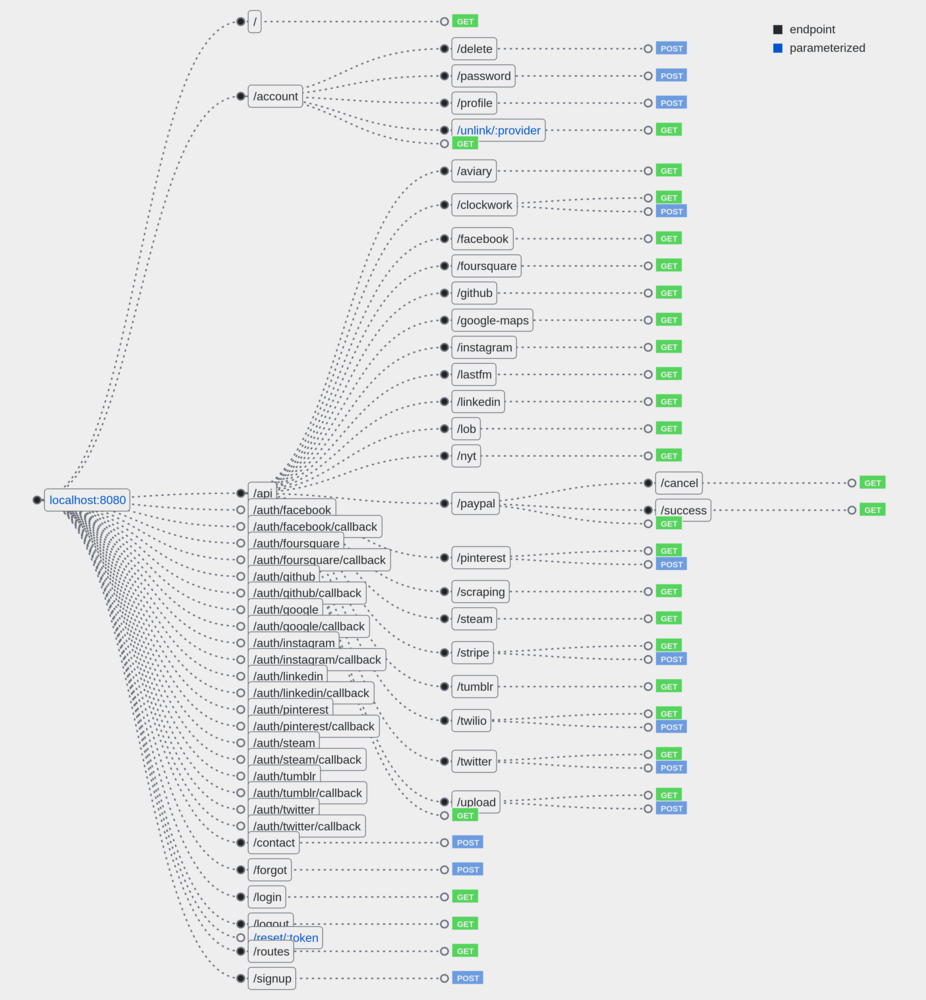 / GET
endpoint
parameterized
/delete POST
/password POST
/account
/profile POST
/unlink/:provider GET
GET
/aviary GET
/clockwork GET
POST
/facebook GET
/foursquare GET
/github GET
/google-maps GET
/instagram GET
/lastfm GET
/linkedin GET
/lob GET
/nyt GET
localhost:8080
/api
/paypal
/cancel GET
/success GET
GET
/pinterest GET
POST
/scraping GET
/steam GET
/stripe GET
POST
/tumblr GET
/twilio GET
POST
/twitter GET
POST
/upload GET
POST
GET
/auth/facebook
/auth/facebook/callback
/auth/foursquare
/auth/foursquare/callback
/auth/github
/auth/github/callback
/auth/google
/auth/google/callback
/auth/instagram
/auth/instagram/callback
/auth/linkedin
/auth/linkedin/callback
/auth/pinterest
/auth/pinterest/callback
/auth/steam
/auth/steam/callback
/auth/tumblr
/auth/tumblr/callback
/auth/twitter
/auth/twitter/callback
/contact POST
/forgot POST
/login GET
/logout GET
/reset/:token
/routes GET
/signup POST